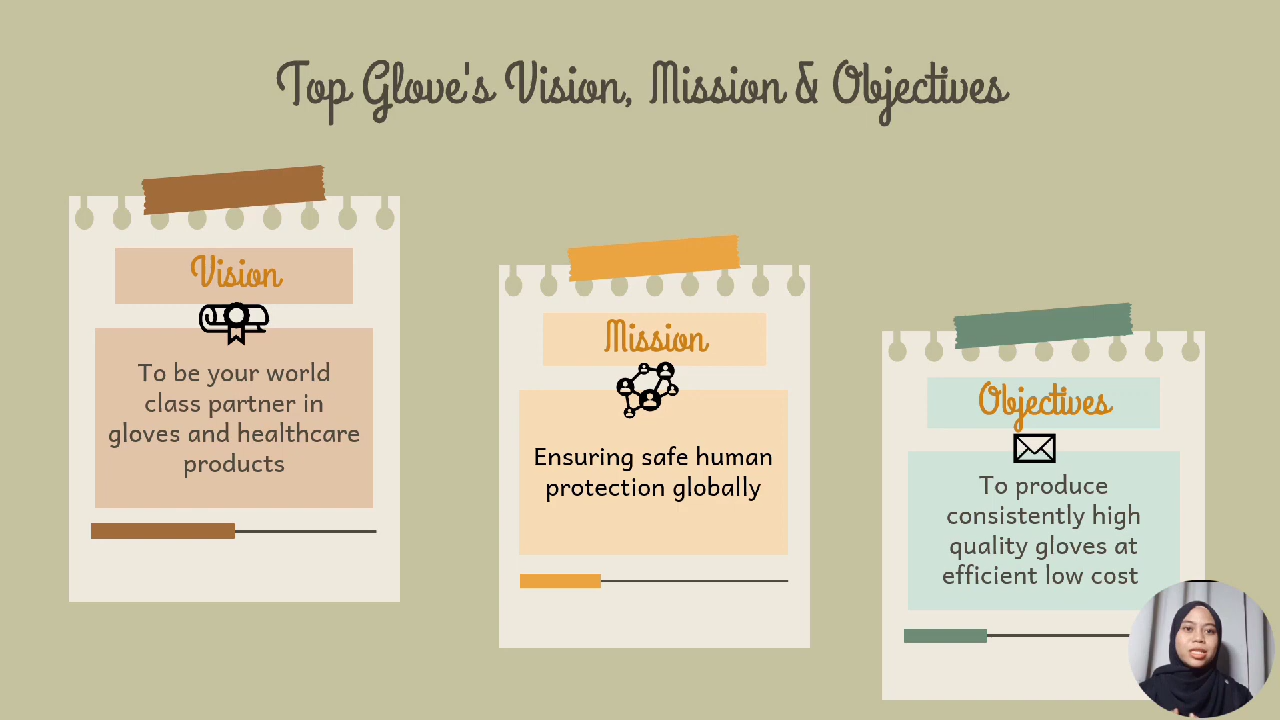 Top Glove's Vision, Mission & Objectives
Vision
To be your world
class partner in
gloves and healthcare
products
Mission
Ensuring safe human
protection globally
Objectives
To produce
consistently high
quality gloves at
efficient low cost